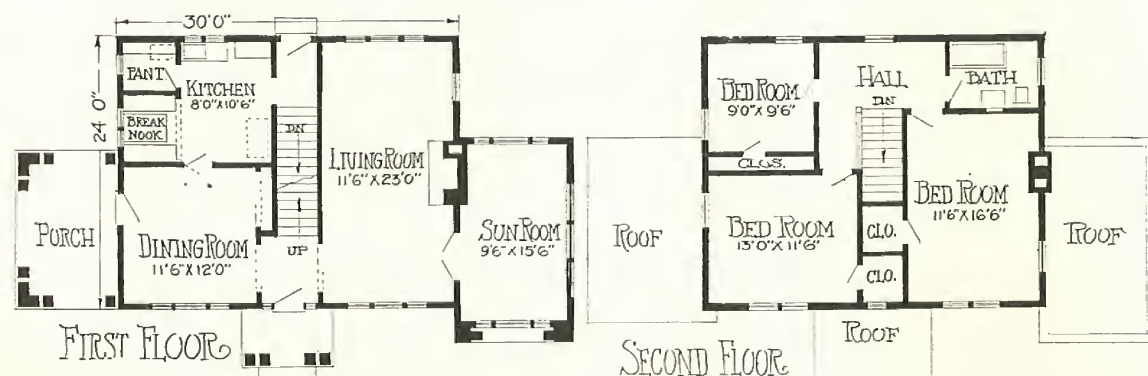 30'0"
24'0"
PANT.
KITCHEN
8'0"X10'6"
BREAK
NOOK.
DN
LIVING ROOM
11'6"X23'0"
PORCH
DINING ROOM
11'6"X12'0"
UP
SUN ROOM
9'6"X15'6"
FIRST FLOOR
BED ROOM
9'0"X9'6"
HALL
DN
BATH
CLOS.
BED ROOM
13'0"X11'6"
BED ROOM
11'6"X16'6"
CLO.
CLO.
ROOF
ROOF
ROOF
SECOND FLOOR